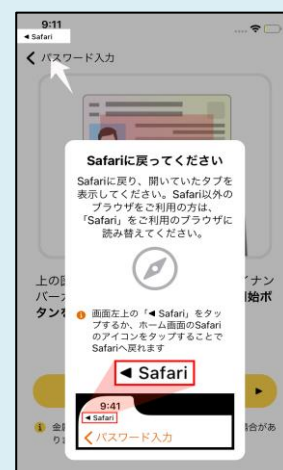 9:11
◀ Safari
パスワード入力
Safariに戻ってください
Safariに戻り、開いていたタブを
表示してください。Safari以外の
ブラウザをご利用の方は、
「Safari」をご利用のブラウザに
読み替えてください。
上の
イナン
バー
始ボ
タンを
画面左上の「◀ Safari」をタッ
プするか、ホーム画面のSafari
のアイコンをタップすることで
Safariへ戻れます
◀ Safari
9:41
◀ Safari
パスワード入力
場合があ